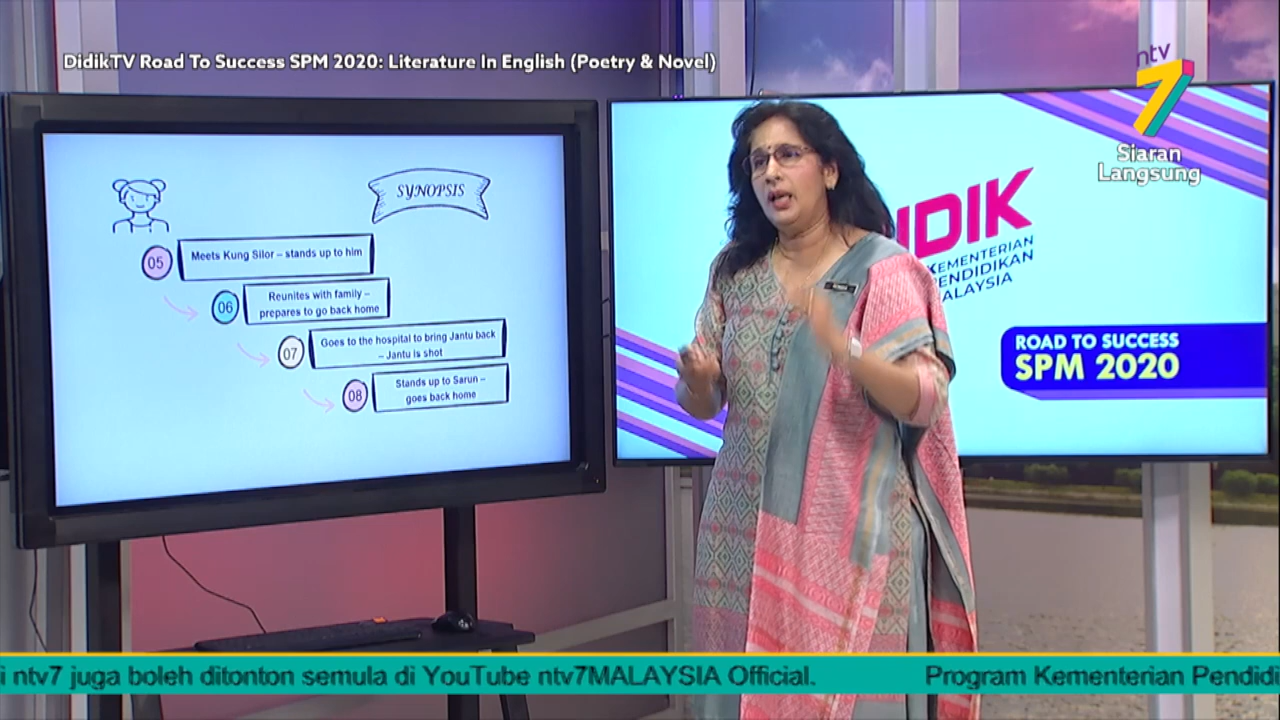 DidikTV Road To Success SPM 2020: Literature In English (Poetry & Novel)
ntv
7
Siaran
Langsung
SYNOPSIS
05
Meets Kung Silor – stands up to him
06
Reunites with family –
prepares to go back home
07
Goes to the hospital to bring Jantu back
– Jantu is shot
08
Stands up to Sarun –
goes back home
IDIK
KEMENTERIAN
PENDIDIKAN
MALAYSIA
ROAD TO SUCCESS
SPM 2020
i ntv7 juga boleh ditonton semula di YouTube ntv7MALAYSIA Official. Program Kementerian Pendidi